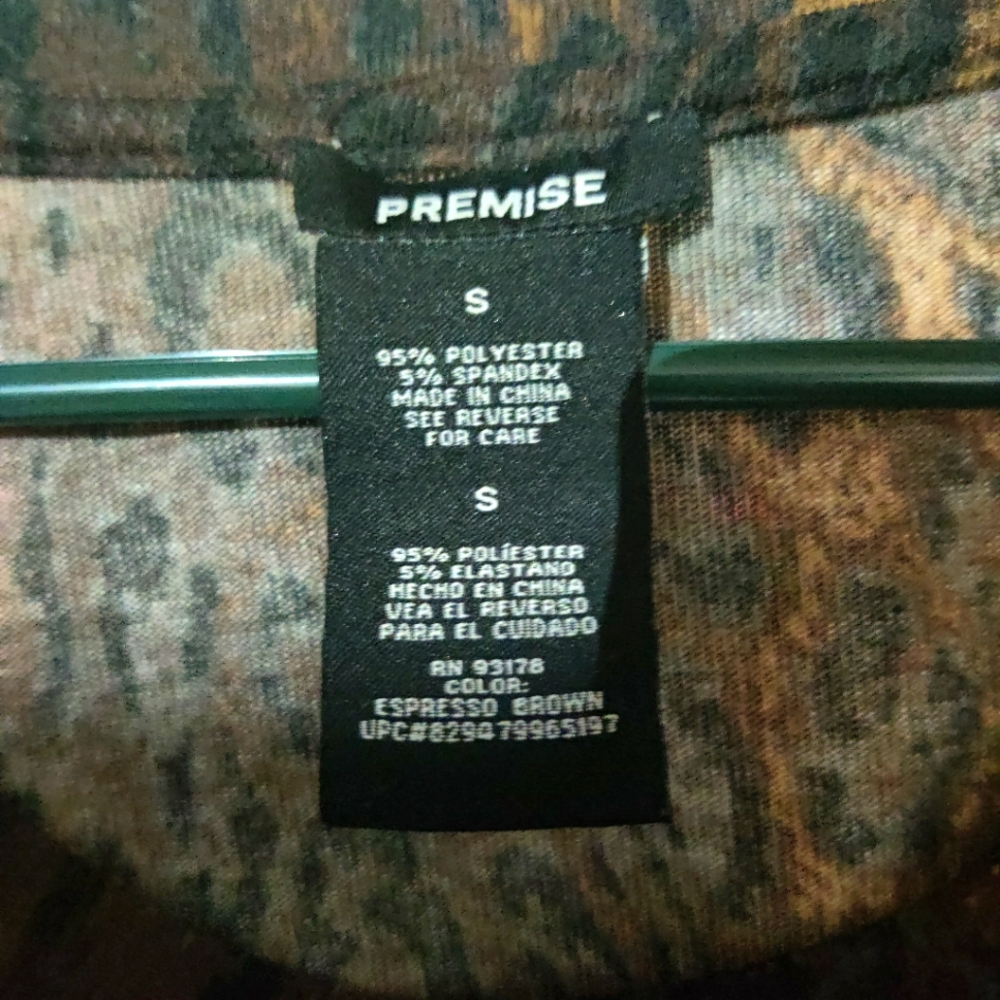 PREMISE
S
95% POLYESTER
5% SPANDEX
MADE IN CHINA
SEE REVERSE
FOR CARE
S
95% POLÍESTER
5% ELASTANO
HECHO EN CHINA
VEA EL REVERSO
PARA EL CUIDADO
RN 93178
COLOR:
ESPRESSO BROWN
UPC#829479965197